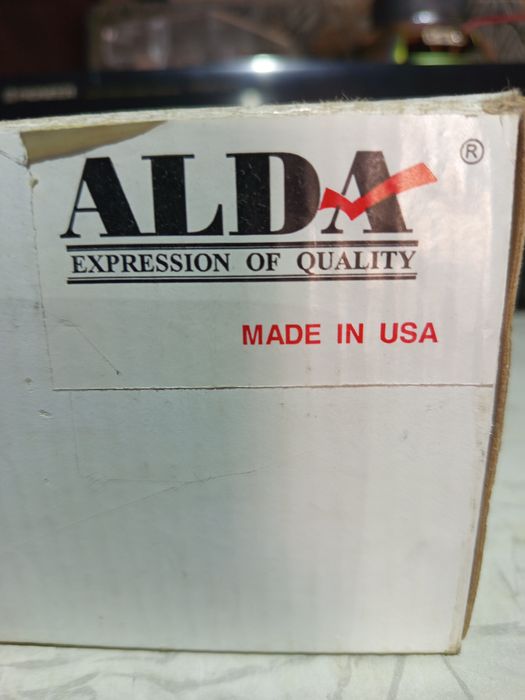 ALDA
®
EXPRESSION OF QUALITY
MADE IN USA